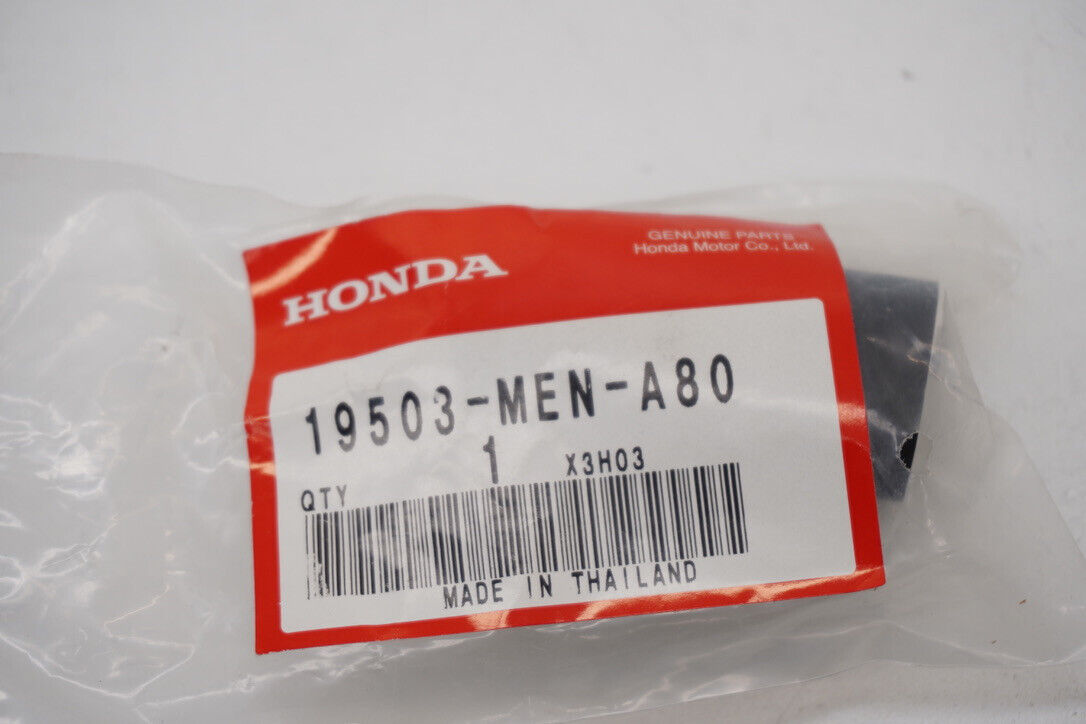 HONDA
GENUINE PARTS
Honda Motor Co., Ltd.
19503-MEN-A80
QTY 1 X3H03
MADE IN THAILAND